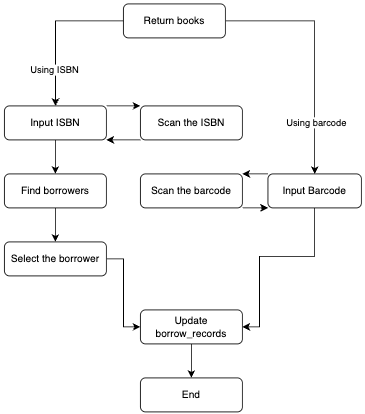 Return books
Using ISBN
Input ISBN
Scan the ISBN
Using barcode
Find borrowers
Scan the barcode
Input Barcode
Select the borrower
Update
borrow_records
End